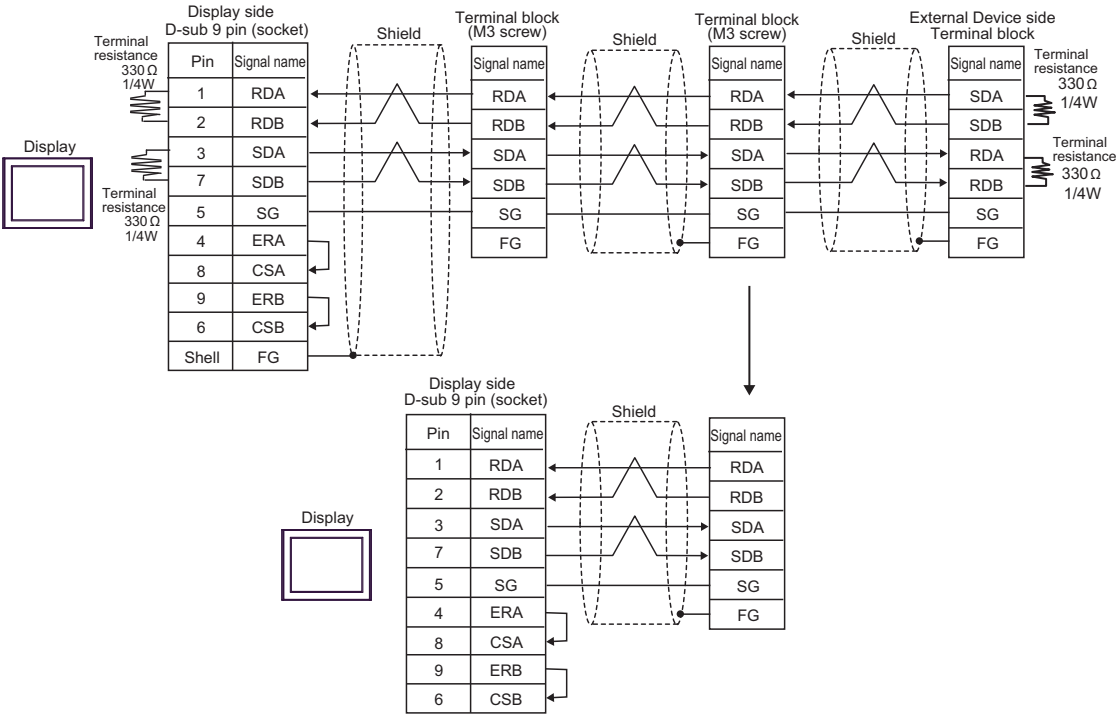 Display side
D-sub 9 pin (socket)
Terminal
resistance
330 Ω
1/4W
Pin Signal name
1 RDA
2 RDB
3 SDA
7 SDB
5 SG
4 ERA
8 CSA
9 ERB
6 CSB
Shell FG
Display
Terminal
resistance
330 Ω
1/4W
Shield
Terminal block
(M3 screw)
Signal name
RDA
RDB
SDA
SDB
SG
FG
Shield
Terminal block
(M3 screw)
Signal name
RDA
RDB
SDA
SDB
SG
FG
Shield
External Device side
Terminal block
Signal name
SDA
SDB
RDA
RDB
SG
FG
Terminal
resistance
330 Ω
1/4W
Terminal
resistance
330 Ω
1/4W
Display side
D-sub 9 pin (socket)
Pin Signal name
1 RDA
2 RDB
3 SDA
7 SDB
5 SG
4 ERA
8 CSA
9 ERB
6 CSB
Display
Shield
Signal name
RDA
RDB
SDA
SDB
SG
FG